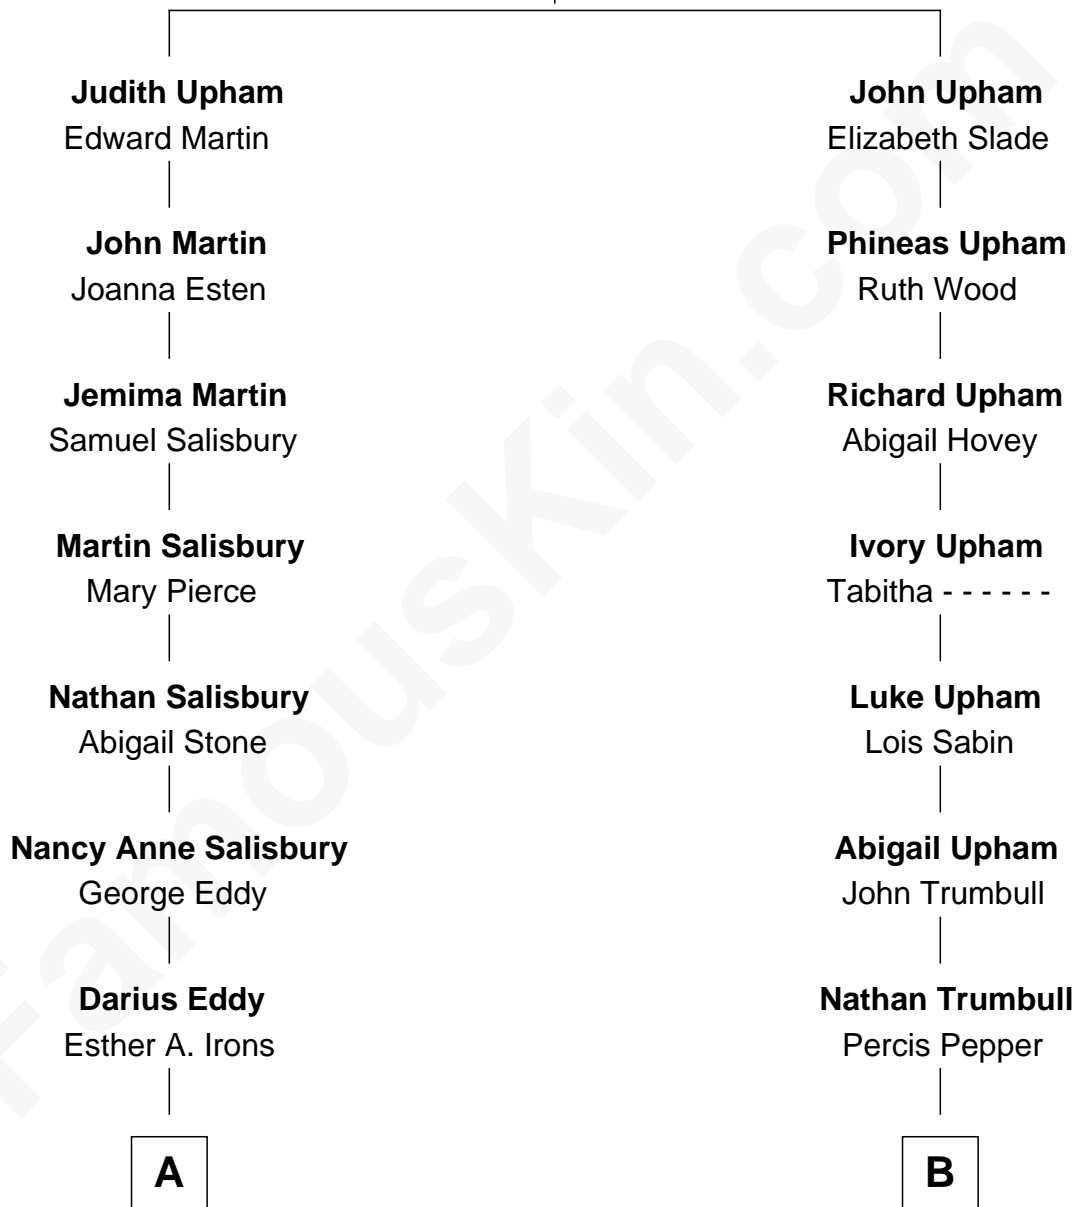 Judith Upham
Edward Martin
John Martin
Joanna Esten
Jemima Martin
Samuel Salisbury
Martin Salisbury
Mary Pierce
Nathan Salisbury
Abigail Stone
Nancy Anne Salisbury
George Eddy
Darius Eddy
Esther A. Irons
A
John Upham
Elizabeth Slade
Phineas Upham
Ruth Wood
Richard Upham
Abigail Hovey
Ivory Upham
Tabitha - - - - - -
Luke Upham
Lois Sabin
Abigail Upham
John Trumbull
Nathan Trumbull
Percis Pepper
B
FamousKin.com